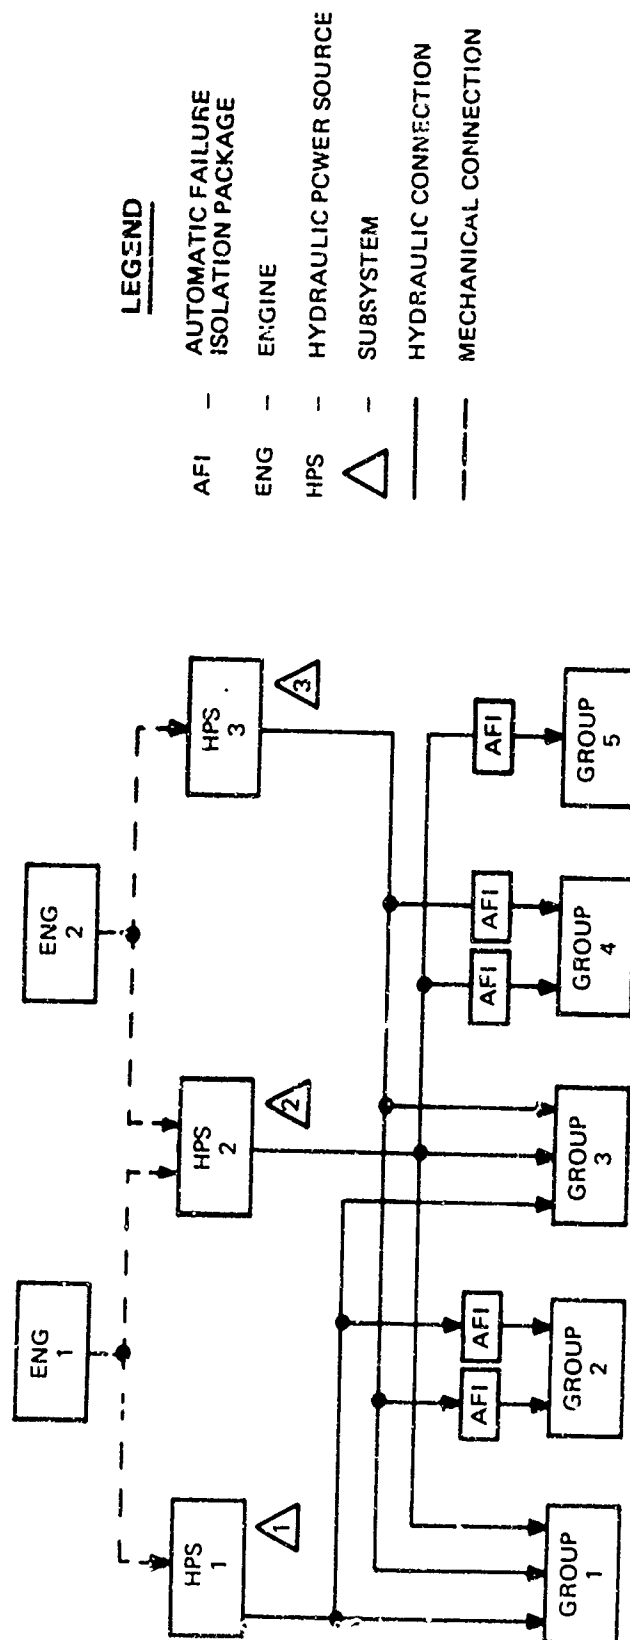 ENG
1
ENG
2
HPS
1
1
HPS
2
2
HPS
3
3
AFI
AFI
AFI
AFI
AFI
GROUP
1
GROUP
2
GROUP
3
GROUP
4
GROUP
5
LEGEND
AFI – AUTOMATIC FAILURE
ISOLATION PACKAGE
ENG – ENGINE
HPS – HYDRAULIC POWER SOURCE
– SUBSYSTEM
HYDRAULIC CONNECTION
MECHANICAL CONNECTION